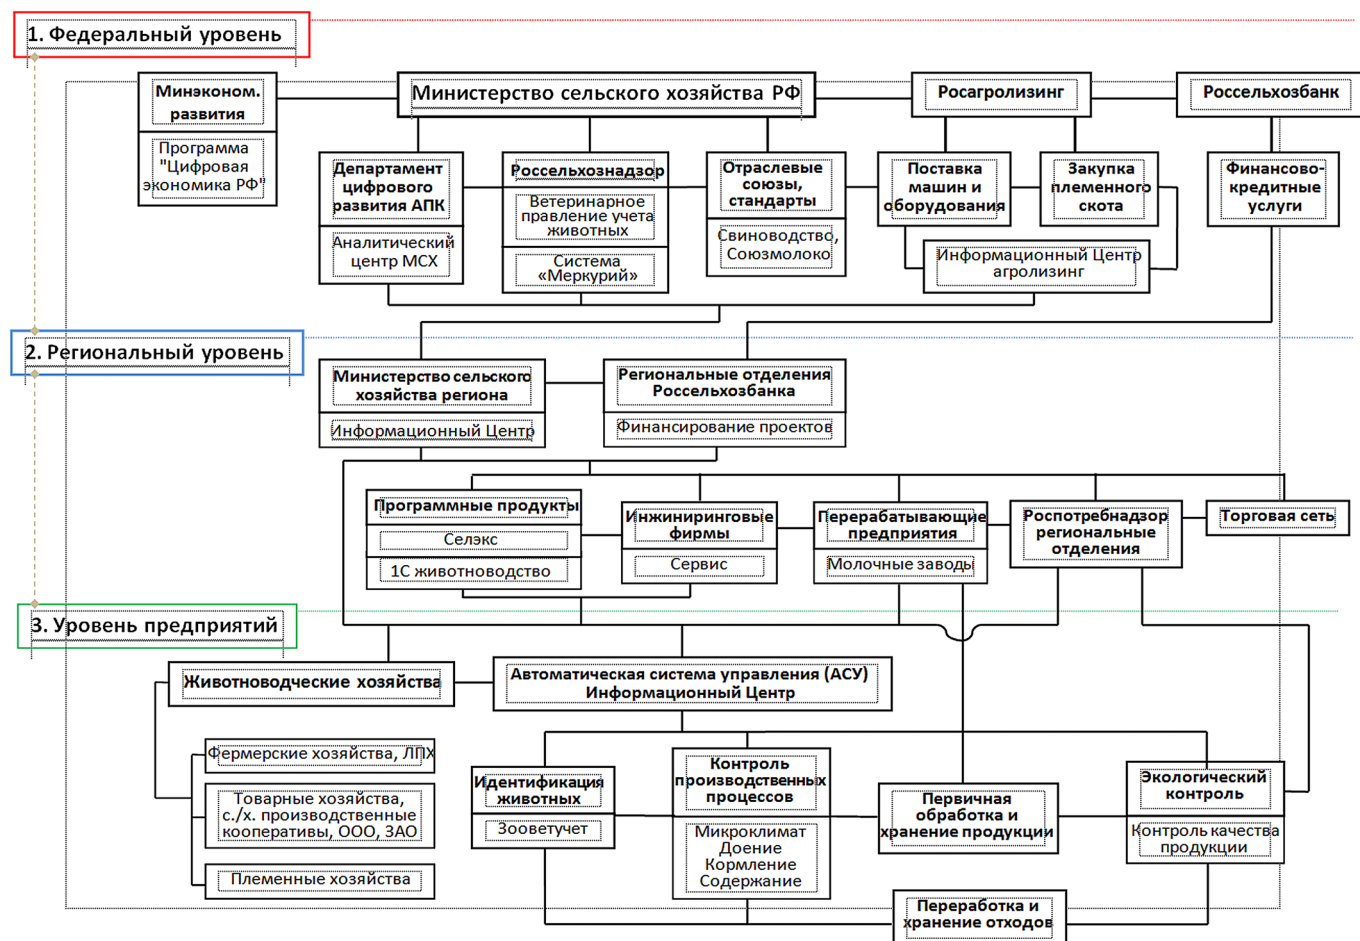 1. Федеральный уровень
Минэконом.
развития
Программа
"Цифровая
экономика РФ"
Министерство сельского хозяйства РФ
Росагролизинг
Россельхозбанк
Департамент
цифрового
развития АПК
Аналитический
центр МСХ
Россельхознадзор
Ветеринарное
правление учета
животных
Система
«Меркурий»
Отраслевые
союзы,
стандарты
Свиноводство,
Союзмолоко
Поставка
машин и
оборудования
Закупка
племенного
скота
Информационный Центр
агролизинг
Финансово-
кредитные
услуги
2. Региональный уровень
Министерство сельского
хозяйства региона
Информационный Центр
Региональные отделения
Россельхозбанка
Финансирование проектов
Программные продукты
Селэкс
1С животноводство
Инжиниринговые
фирмы
Сервис
Перерабатывающие
предприятия
Молочные заводы
Роспотребнадзор
региональные
отделения
Торговая сеть
3. Уровень предприятий
Животноводческие хозяйства
Автоматическая система управления (АСУ)
Информационный Центр
Фермерские хозяйства, ЛПХ
Товарные хозяйства,
с./х. производственные
кооперативы, ООО, ЗАО
Племенные хозяйства
Идентификация
животных
Зооветучет
Контроль
производственных
процессов
Микроклимат
Доение
Кормление
Содержание
Первичная
обработка и
хранение продукции
Экологический
контроль
Контроль качества
продукции
Переработка и
хранение отходов